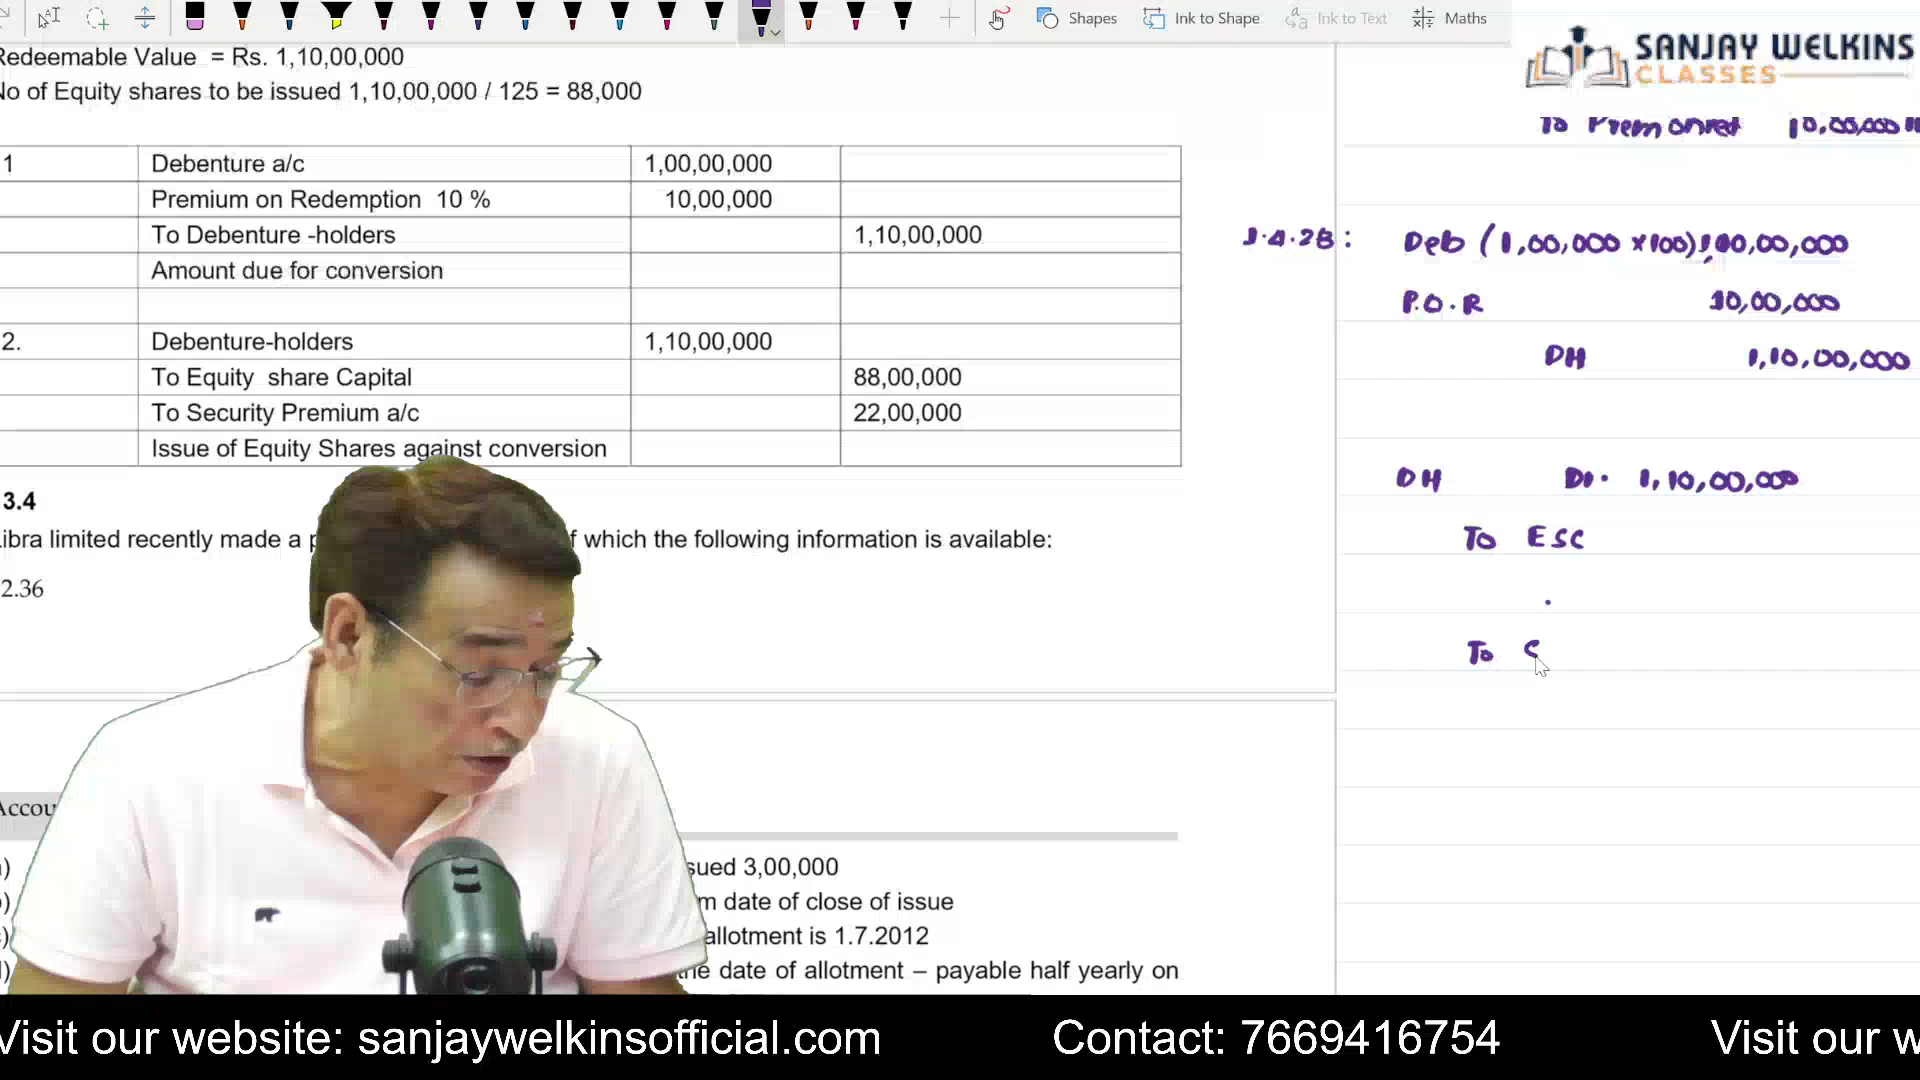 Shapes Ink to Shape Ink to Text Maths
SANJAY WELKINS
CLASSES
Redeemable Value = Rs. 1,10,00,000
No of Equity shares to be issued 1,10,00,000 / 125 = 88,000
1 Debenture a/c 1,00,00,000
Premium on Redemption 10 % 10,00,000
To Debenture -holders 1,10,00,000
Amount due for conversion
2. Debenture-holders 1,10,00,000
To Equity share Capital 88,00,000
To Security Premium a/c 22,00,000
Issue of Equity Shares against conversion
3.4
Libra limited recently made a p
f which the following information is available:
2.36
Accou
sued 3,00,000
m date of close of issue
allotment is 1.7.2012
he date of allotment – payable half yearly on
To Prem on red 10,00,000
Deb (1,00,000 x100) 1,00,00,000
P.O.R 10,00,000
DH 1,10,00,000
DH Dr. 1,10,00,000
To ESC
To S
Visit our website: sanjaywelkinsofficial.com Contact: 7669416754 Visit our w